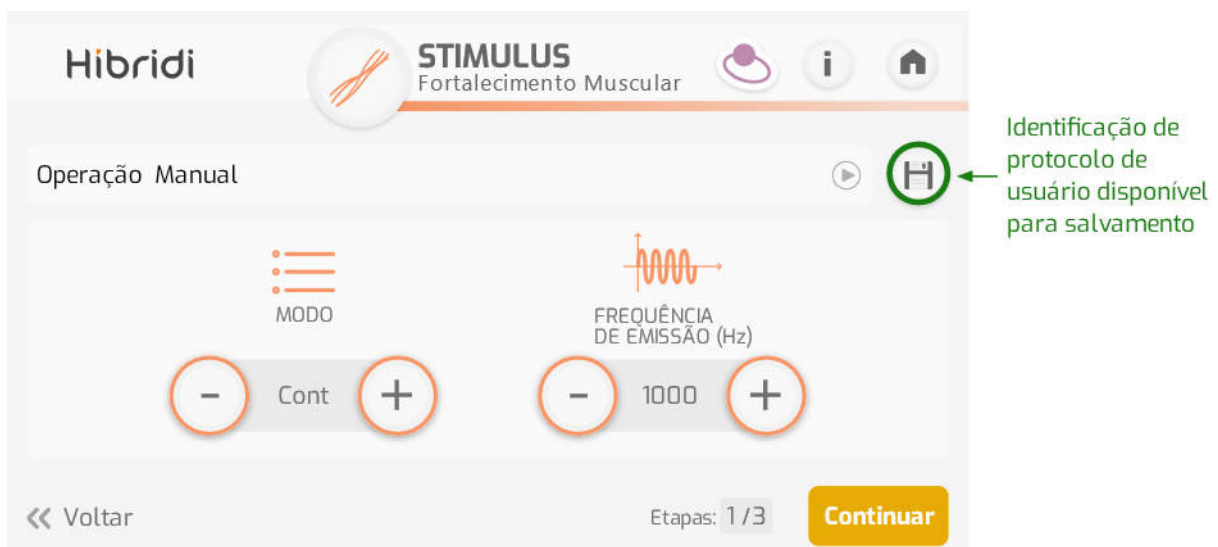 Hibridi
STIMULUS
Fortalecimento Muscular
i
Operação Manual
Identificação de
protocolo de
usuário disponível
para salvamento
MODO
FREQUÊNCIA
DE EMISSÃO (Hz)
- Cont +
- 1000 +
« Voltar
Etapas: 1/3
Continuar